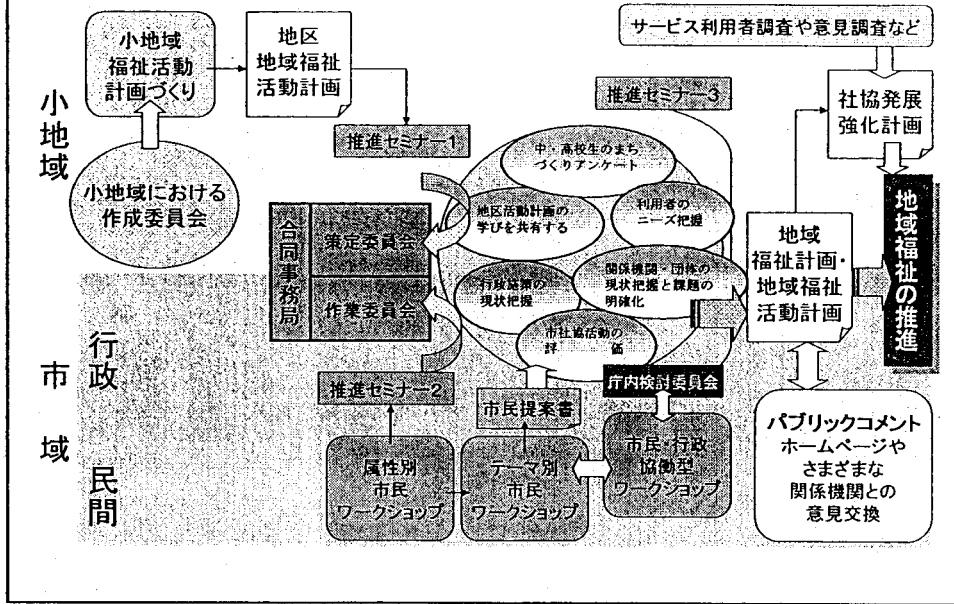 小地域
福祉活動
計画づくり
地区
地域福祉
活動計画
サービス利用者調査や意見調査など
社協発展
強化計画
小地域
小地域における
作成委員会
推進セミナー1
推進セミナー3
中・高校生のまち
づくりアンケート
地区活動計画の
学びを共有する
利用者の
ニーズ把握
合同事務局
策定委員会
作業委員会
行政施策の
現状把握
関係機関・団体の
現状把握と課題の
明確化
市社協活動の
評 価
地域
福祉計画・
地域福祉
活動計画
地域福祉の推進
市域
行政
民間
推進セミナー2
市民提案書
庁内検討委員会
属性別
市民
ワークショップ
テーマ別
市民
ワークショップ
市民・行政
協働型
ワークショップ
パブリックコメント
ホームページや
さまざまな
関係機関との
意見交換